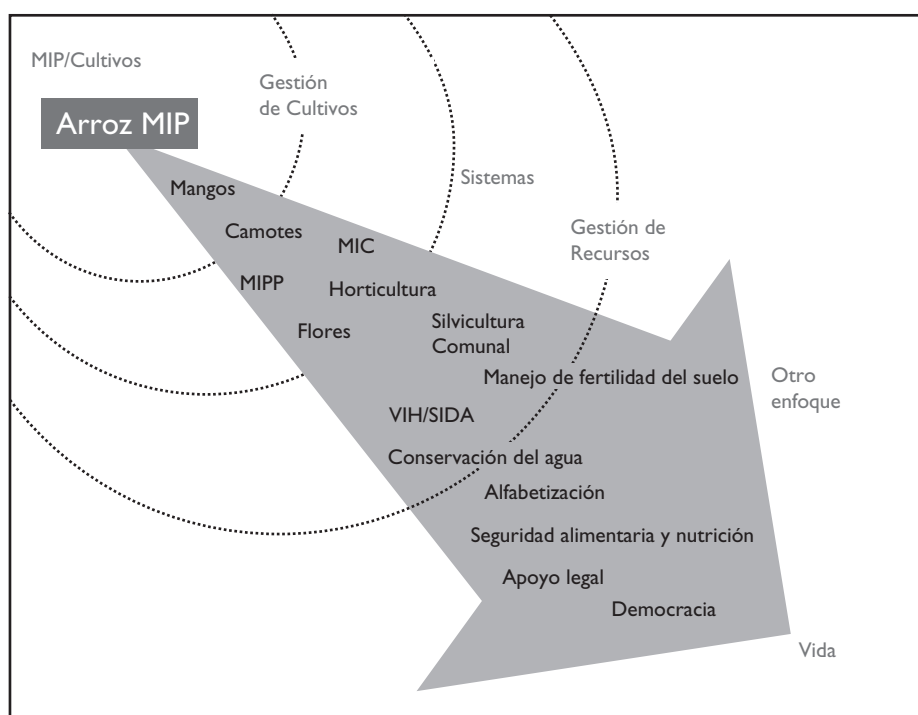 MIP/Cultivos
Arroz MIP
Gestión
de Cultivos
Mangos
Sistemas
Camotes
MIC
Gestión de
Recursos
MIPP
Horticultura
Flores
Silvicultura
Comunal
Manejo de fertilidad del suelo
Otro
enfoque
VIH/SIDA
Conservación del agua
Alfabetización
Seguridad alimentaria y nutrición
Apoyo legal
Democracia
Vida